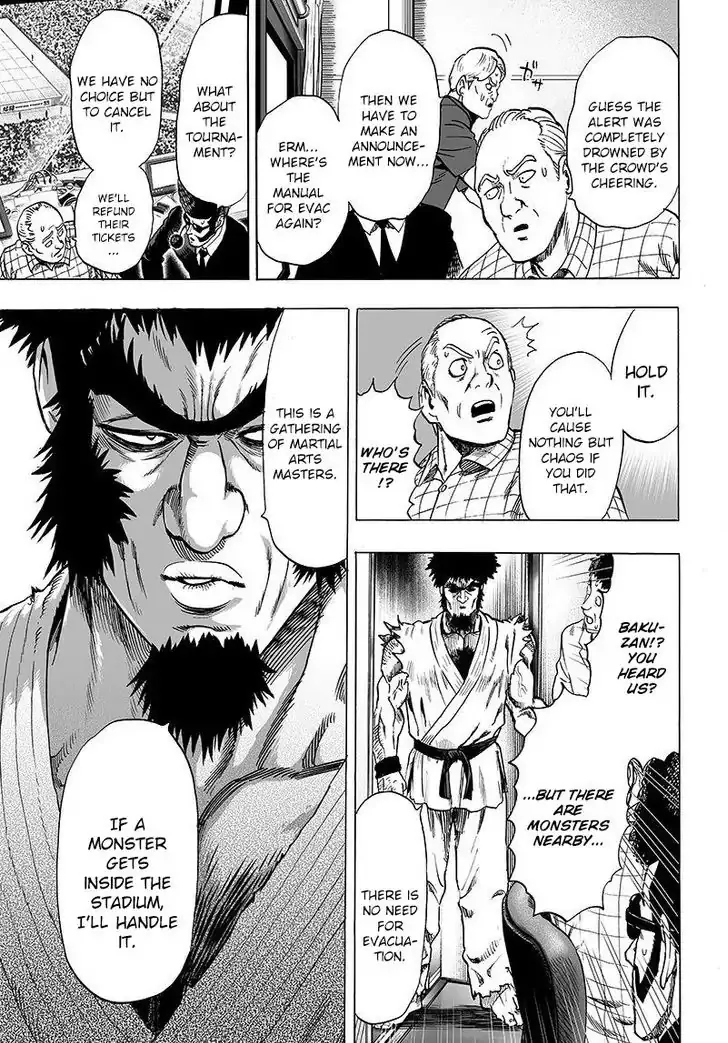 GUESS THE
ALERT WAS
COMPLETELY
DROWNED BY
THE CROWD'S
CHEERING.
THEN WE
HAVE TO
MAKE AN
ANNOUNCE-
MENT NOW...
ERM...
WHERE'S
THE
MANUAL
FOR EVAC
AGAIN?
WHAT
ABOUT
THE
TOURNA-
MENT?
WE HAVE NO
CHOICE BUT
TO CANCEL
IT.
WE'LL
REFUND
THEIR
TICKETS
...
HOLD
IT.
YOU'LL
CAUSE
NOTHING BUT
CHAOS IF
YOU DID
THAT.
WHO'S
THERE
!?
BAKU-
ZAN!?
YOU
HEARD
US?
...BUT THERE
ARE
MONSTERS
NEARBY...
THERE IS
NO NEED
FOR
EVACUA-
TION.
THIS IS A
GATHERING
OF MARTIAL
ARTS
MASTERS.
IF A
MONSTER
GETS
INSIDE THE
STADIUM,
I'LL HANDLE
IT.